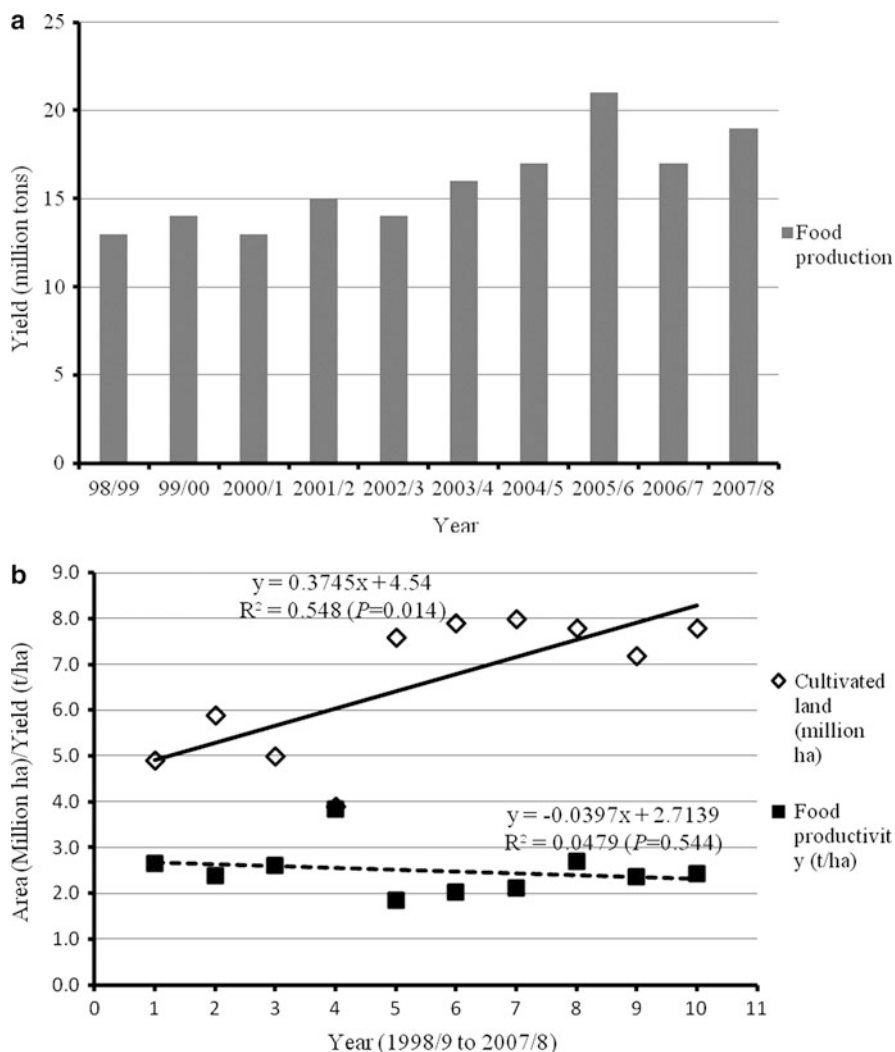 a
25
20
15
10
5
0
Yield (million tons)
98/99 99/00 2000/1 2001/2 2002/3 2003/4 2004/5 2005/6 2006/7 2007/8
Year
Food
production
b
9.0
8.0
7.0
6.0
5.0
4.0
3.0
2.0
1.0
0.0
Area (Million ha)/Yield (t/ha)
y = 0.3745x + 4.54
R² = 0.548 (P=0.014)
y = -0.0397x + 2.7139
R² = 0.0479 (P=0.544)
0 1 2 3 4 5 6 7 8 9 10 11
Year (1998/9 to 2007/8)
Cultivated
land
(million
ha)
Food
productivit
y (t/ha)